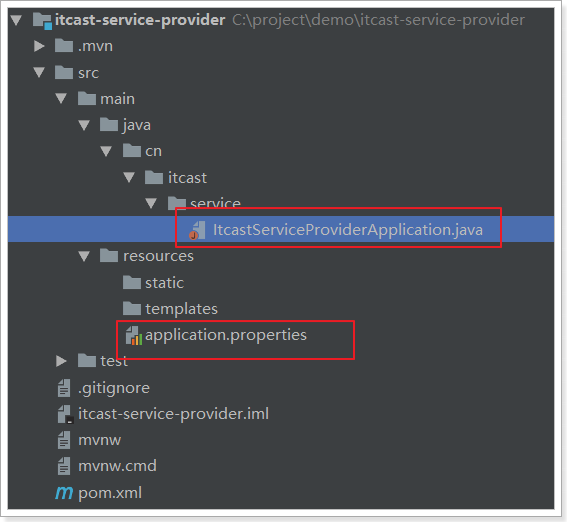 itcast-service-provider C:\project\demo\itcast-service-provider
.mvn
src
main
java
cn
itcast
service
ItcastServiceProviderApplication.java
resources
static
templates
application.properties
test
.gitignore
itcast-service-provider.iml
mvnw
mvnw.cmd
pom.xml